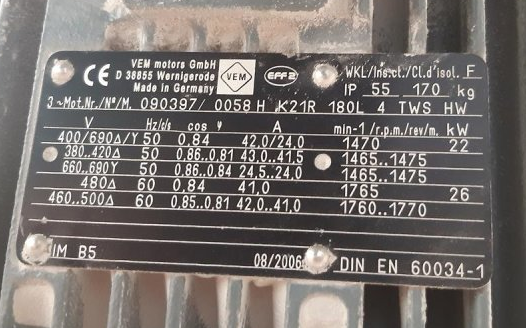 CE VEM motors GmbH
D 38855 Wernigerode
Made in Germany
VEM
EFF2
WKL/Ins.cl./Cl.d'isol. F
IP 55 170 kg
3~Mot.Nr./N°/M. 090397/ 0058 H K21R 180L 4 TWS HW
V Hz/c/s cos φ A min-1/r.p.m./rev/m. kW
400/690Δ/Y 50 0,84 42,0/24,0 1470 22
380..420Δ 50 0,86..0,81 43,0..41,5 1465..1475
660..690Y 50 0,86..0,84 24,5..24,0 1465..1475
480Δ 60 0,84 41,0 1765 26
460..500Δ 60 0,85..0,81 42,0..41,0 1760..1770
IM B5 08/2006 DIN EN 60034-1